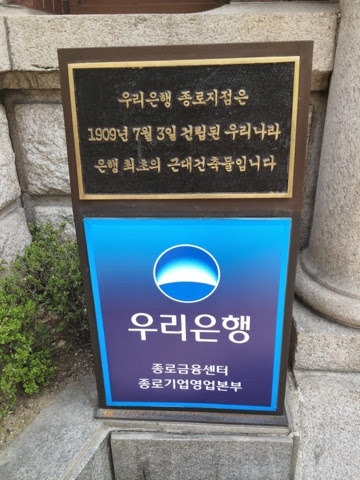 우리은행 종로지점은
1909년 7월 3일 건립된 우리나라
은행 최초의 근대건축물입니다
우리은행
종로금융센터
종로기업영업본부